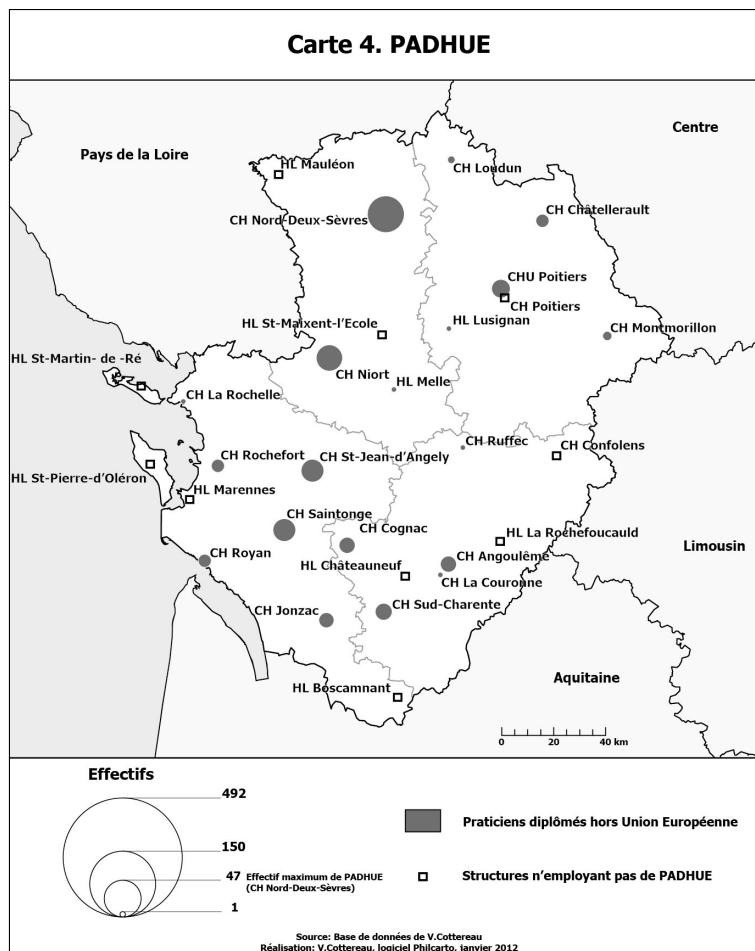 Carte 4. PADHUE
Pays de la Loire
Centre
HL Mauléon
CH Loudun
CH Nord-Deux-Sèvres
CH Châtellerault
CHU Poitiers
CH Poitiers
HL St-Maixent-l'Ecole
HL Lusignan
CH Montmorillon
HL St-Martin- de -Ré
CH Niort
HL Melle
CH La Rochelle
CH Ruffec
CH Confolens
CH Rochefort
CH St-Jean-d'Angely
HL St-Pierre-d'Oléron
HL Marennes
CH Saintonge
CH Cognac
HL La Rochefoucauld
Limousin
CH Royan
HL Châteauneuf
CH Angoulême
CH La Couronne
CH Jonzac
CH Sud-Charente
Aquitaine
HL Boscamnant
0 20 40 km
Effectifs
492
150
47 Effectif maximum de PADHUE
(CH Nord-Deux-Sèvres)
1
Praticiens diplômés hors Union Européenne
Structures n'employant pas de PADHUE
Source: Base de données de V.Cottereau
Réalisation: V.Cottereau, logiciel Philcarto, janvier 2012